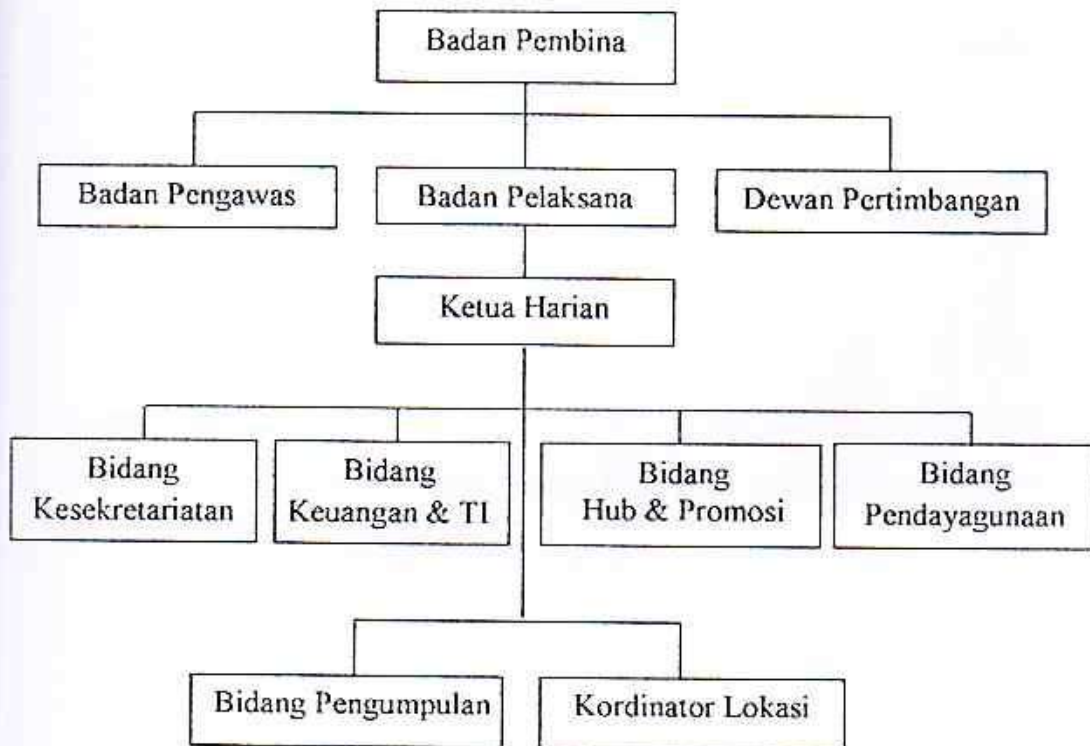 Badan Pembina
Badan Pengawas
Badan Pelaksana
Dewan Pertimbangan
Ketua Harian
Bidang
Kesekretariatan
Bidang
Keuangan & TI
Bidang
Hub & Promosi
Bidang
Pendayagunaan
Bidang Pengumpulan
Kordinator Lokasi